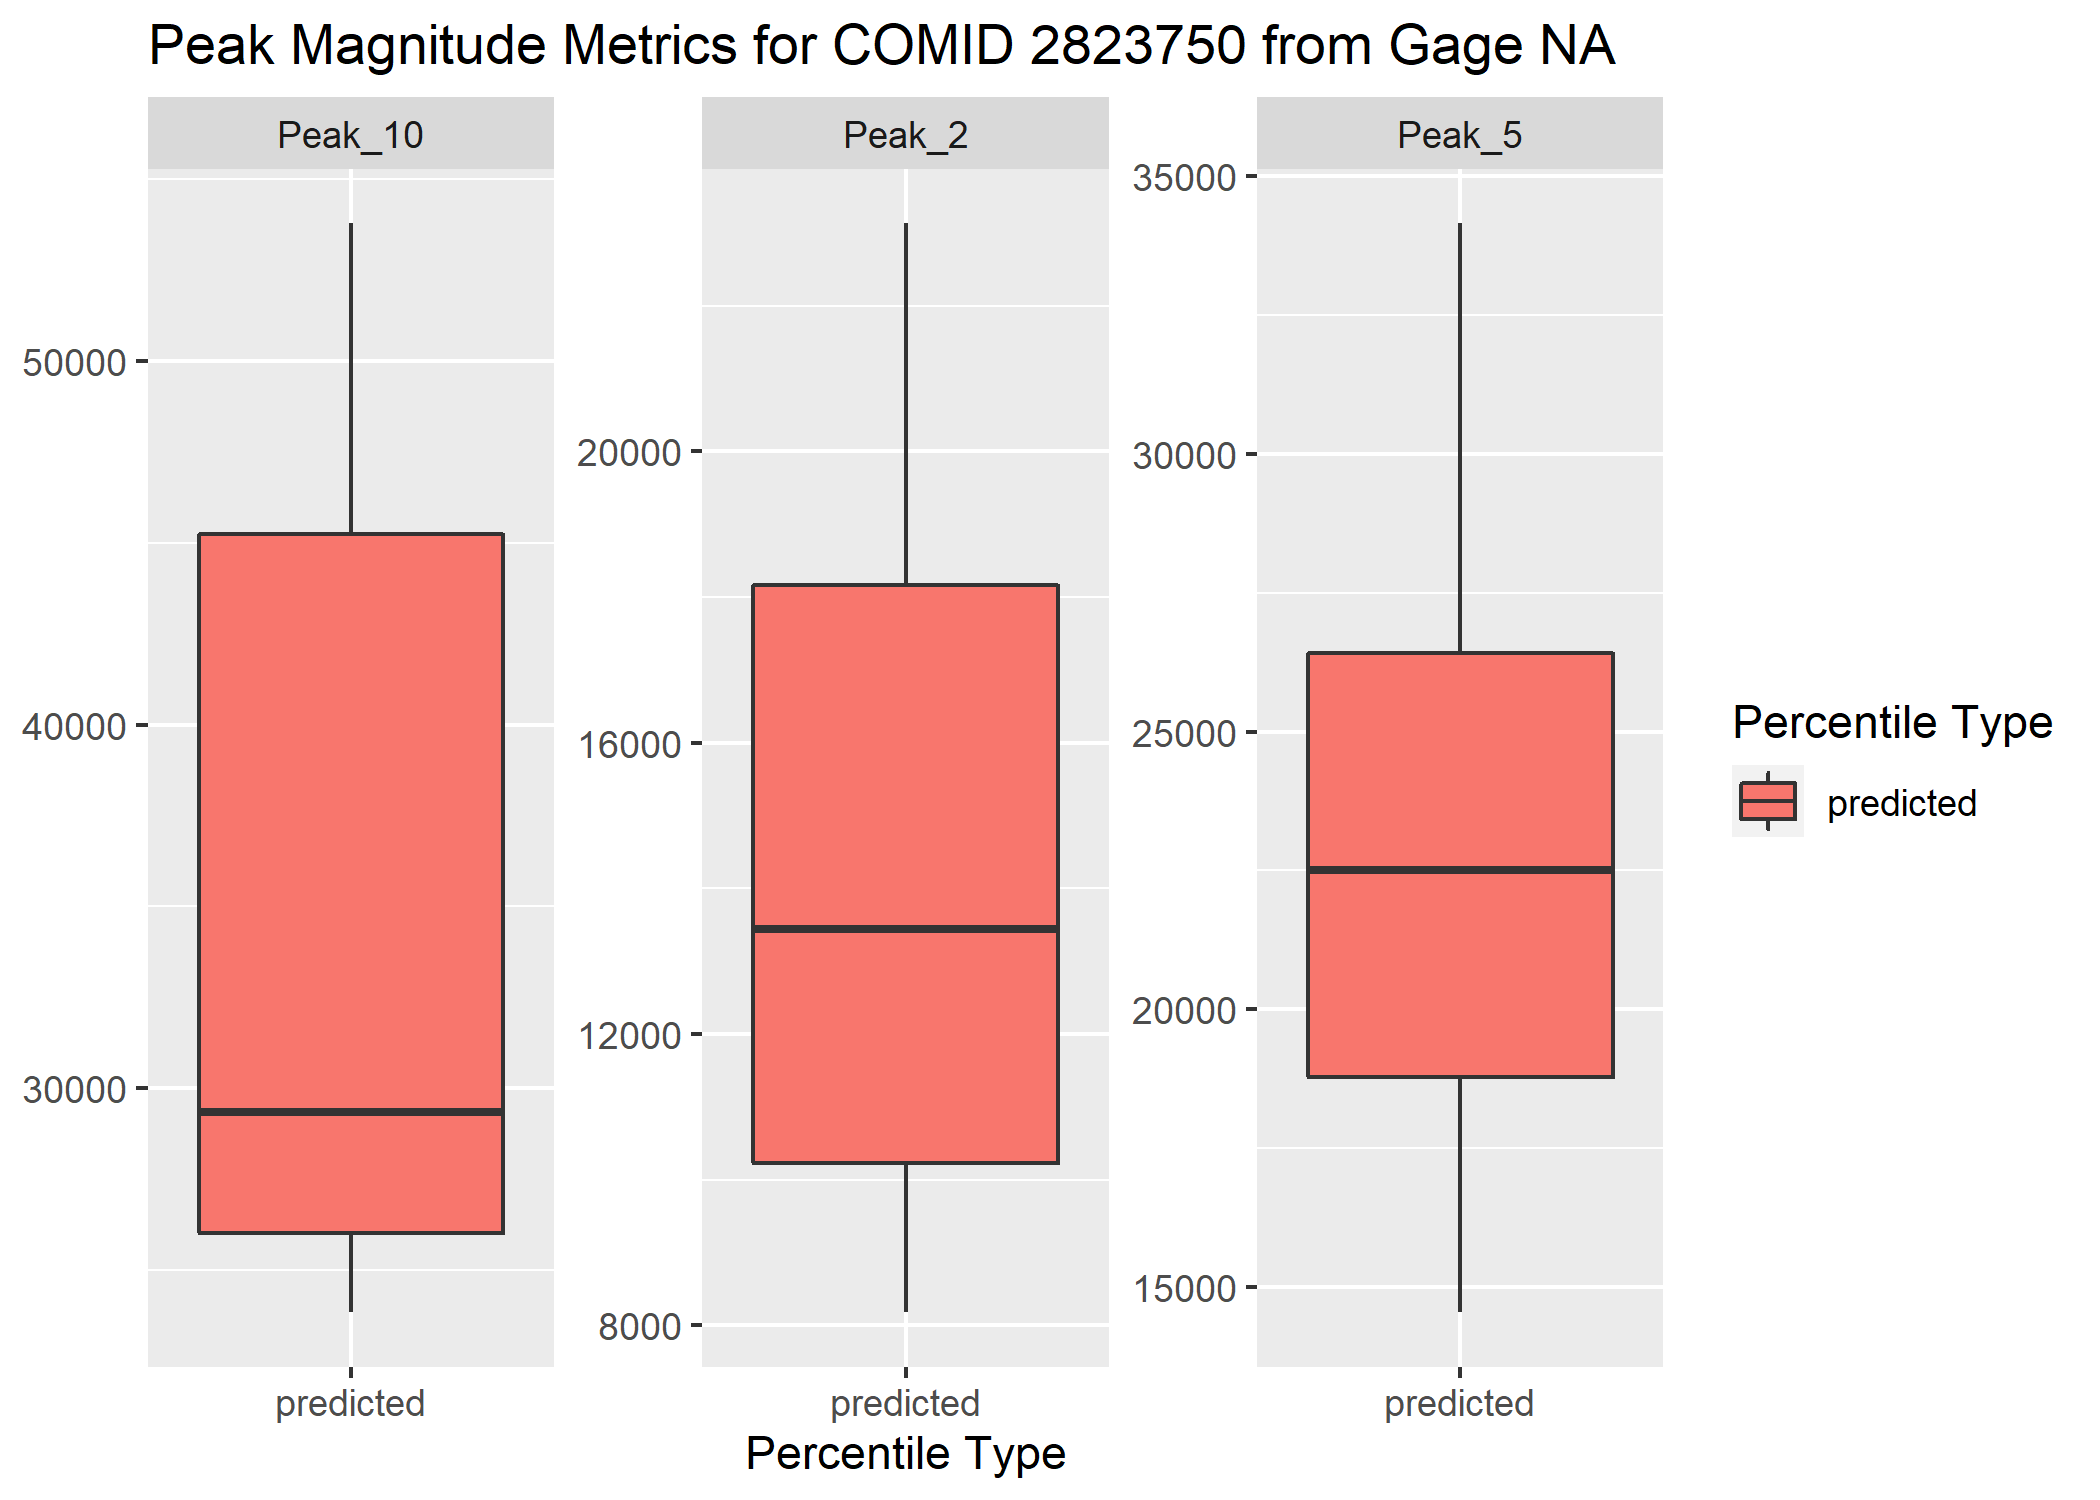 Peak Magnitude Metrics for COMID 2823750 from Gage NA
Peak_10
Peak_2
Peak_5
50000
40000
30000
20000
16000
12000
8000
35000
30000
25000
20000
15000
predicted
predicted
predicted
Percentile Type
Percentile Type
predicted